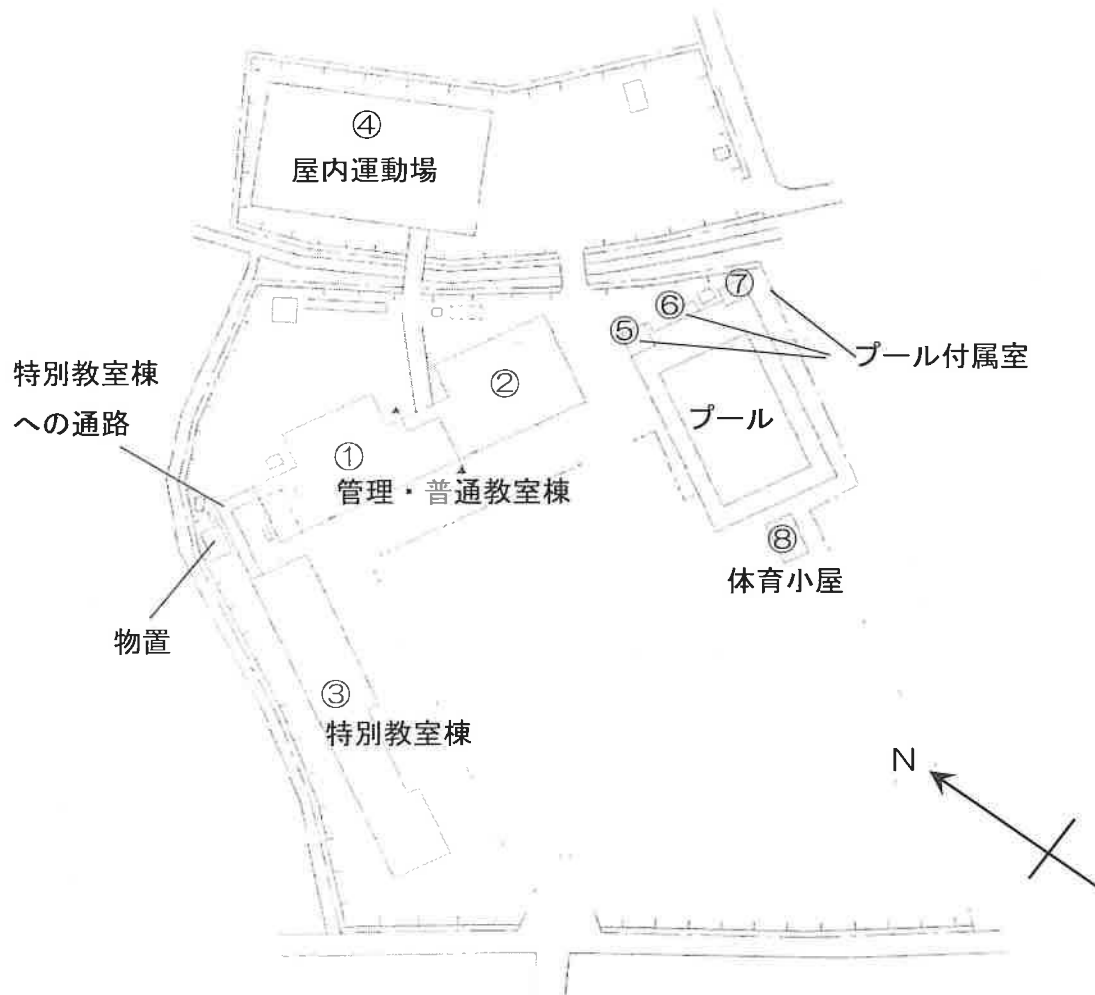 ④
屋内運動場
⑦
⑥
⑤
プール付属室
特別教室棟
への通路
②
プール
①
管理・普通教室棟
⑧
体育小屋
物置
③
特別教室棟
N